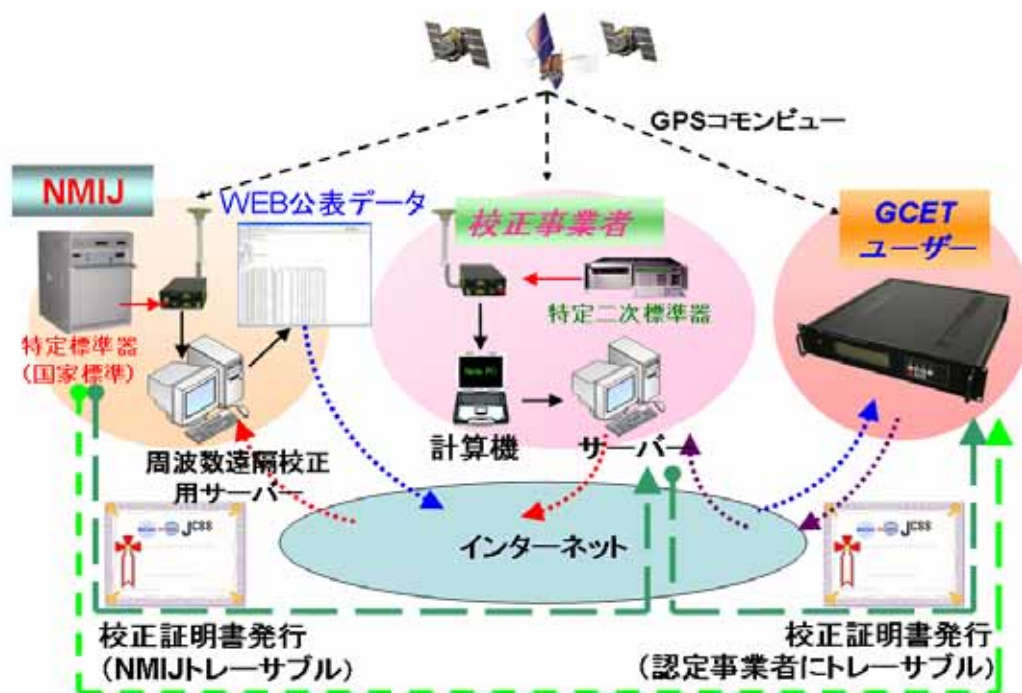 GPSコモンビュー
NMIJ
WEB公表データ
校正事業者
GCET
ユーザー
特定標準器
(国家標準)
特定二次標準器
Note PC
計算機
サーバー
周波数遠隔校正
用サーバー
インターネット
JCSS
JCSS
校正証明書発行
(NMIJトレーサブル)
校正証明書発行
(認定事業者にトレーサブル)